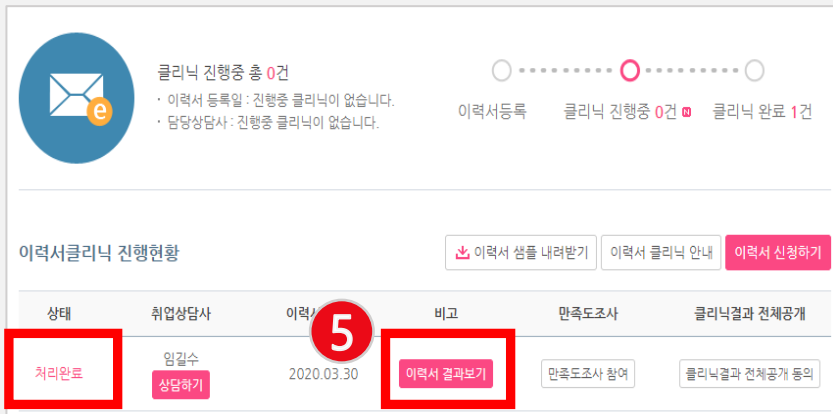 e
클리닉 진행중 총 0건
· 이력서 등록일 : 진행중 클리닉이 없습니다.
· 담당상담사 : 진행중 클리닉이 없습니다.
이력서등록 클리닉 진행중 0건 N 클리닉 완료 1건
이력서클리닉 진행현황
이력서 샘플 내려받기 이력서 클리닉 안내 이력서 신청하기
상태 취업상담사 이력 5 비고 만족도조사 클리닉결과 전체공개
처리완료 임길수 2020.03.30 이력서 결과보기 만족도조사 참여 클리닉결과 전체공개 동의
상담하기